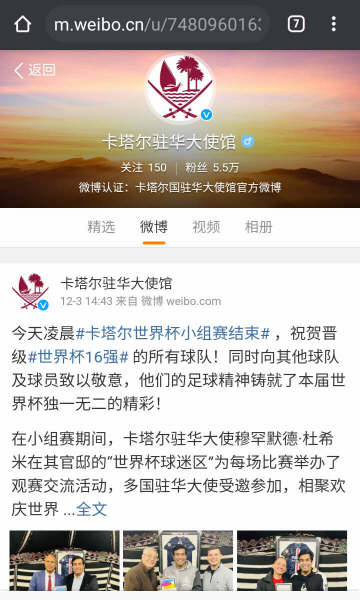 m.weibo.cn/u/7480960163
7
返回
卡塔尔驻华大使馆
关注 150 | 粉丝 5.5万
微博认证：卡塔尔国驻华大使馆官方微博
精选 微博 视频 相册
卡塔尔驻华大使馆
12-3 14:43 来自 微博 weibo.com
今天凌晨#卡塔尔世界杯小组赛结束# ，祝贺晋
级#世界杯16强# 的所有球队！同时向其他球队
及球员致以敬意，他们的足球精神铸就了本届世
界杯独一无二的精彩！
在小组赛期间，卡塔尔驻华大使穆罕默德·杜希
米在其官邸的“世界杯球迷区”为每场比赛举办了
观赛交流活动，多国驻华大使受邀参加，相聚欢
庆世界 ...全文